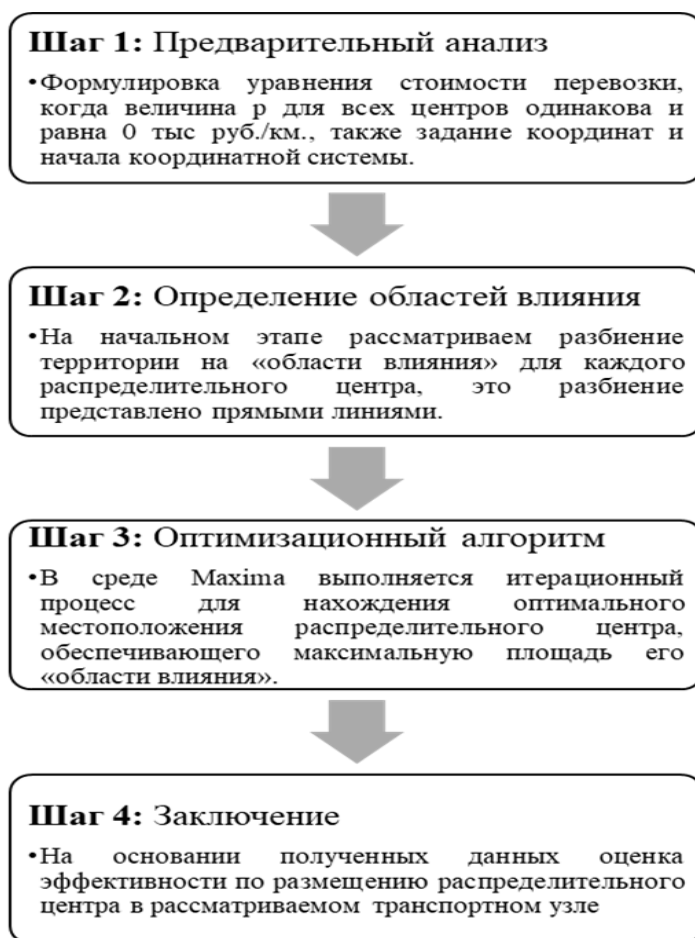 Шаг 1: Предварительный анализ
•Формулировка уравнения стоимости перевозки,
когда величина p для всех центров одинакова и
равна 0 тыс руб./км., также задание координат и
начала координатной системы.
Шаг 2: Определение областей влияния
•На начальном этапе рассматриваем разбиение
территории на «области влияния» для каждого
распределительного центра, это разбиение
представлено прямыми линиями.
Шаг 3: Оптимизационный алгоритм
•В среде Maxima выполняется итерационный
процесс для нахождения оптимального
местоположения распределительного центра,
обеспечивающего максимальную площадь его
«области влияния».
Шаг 4: Заключение
•На основании полученных данных оценка
эффективности по размещению распределительного
центра в рассматриваемом транспортном узле